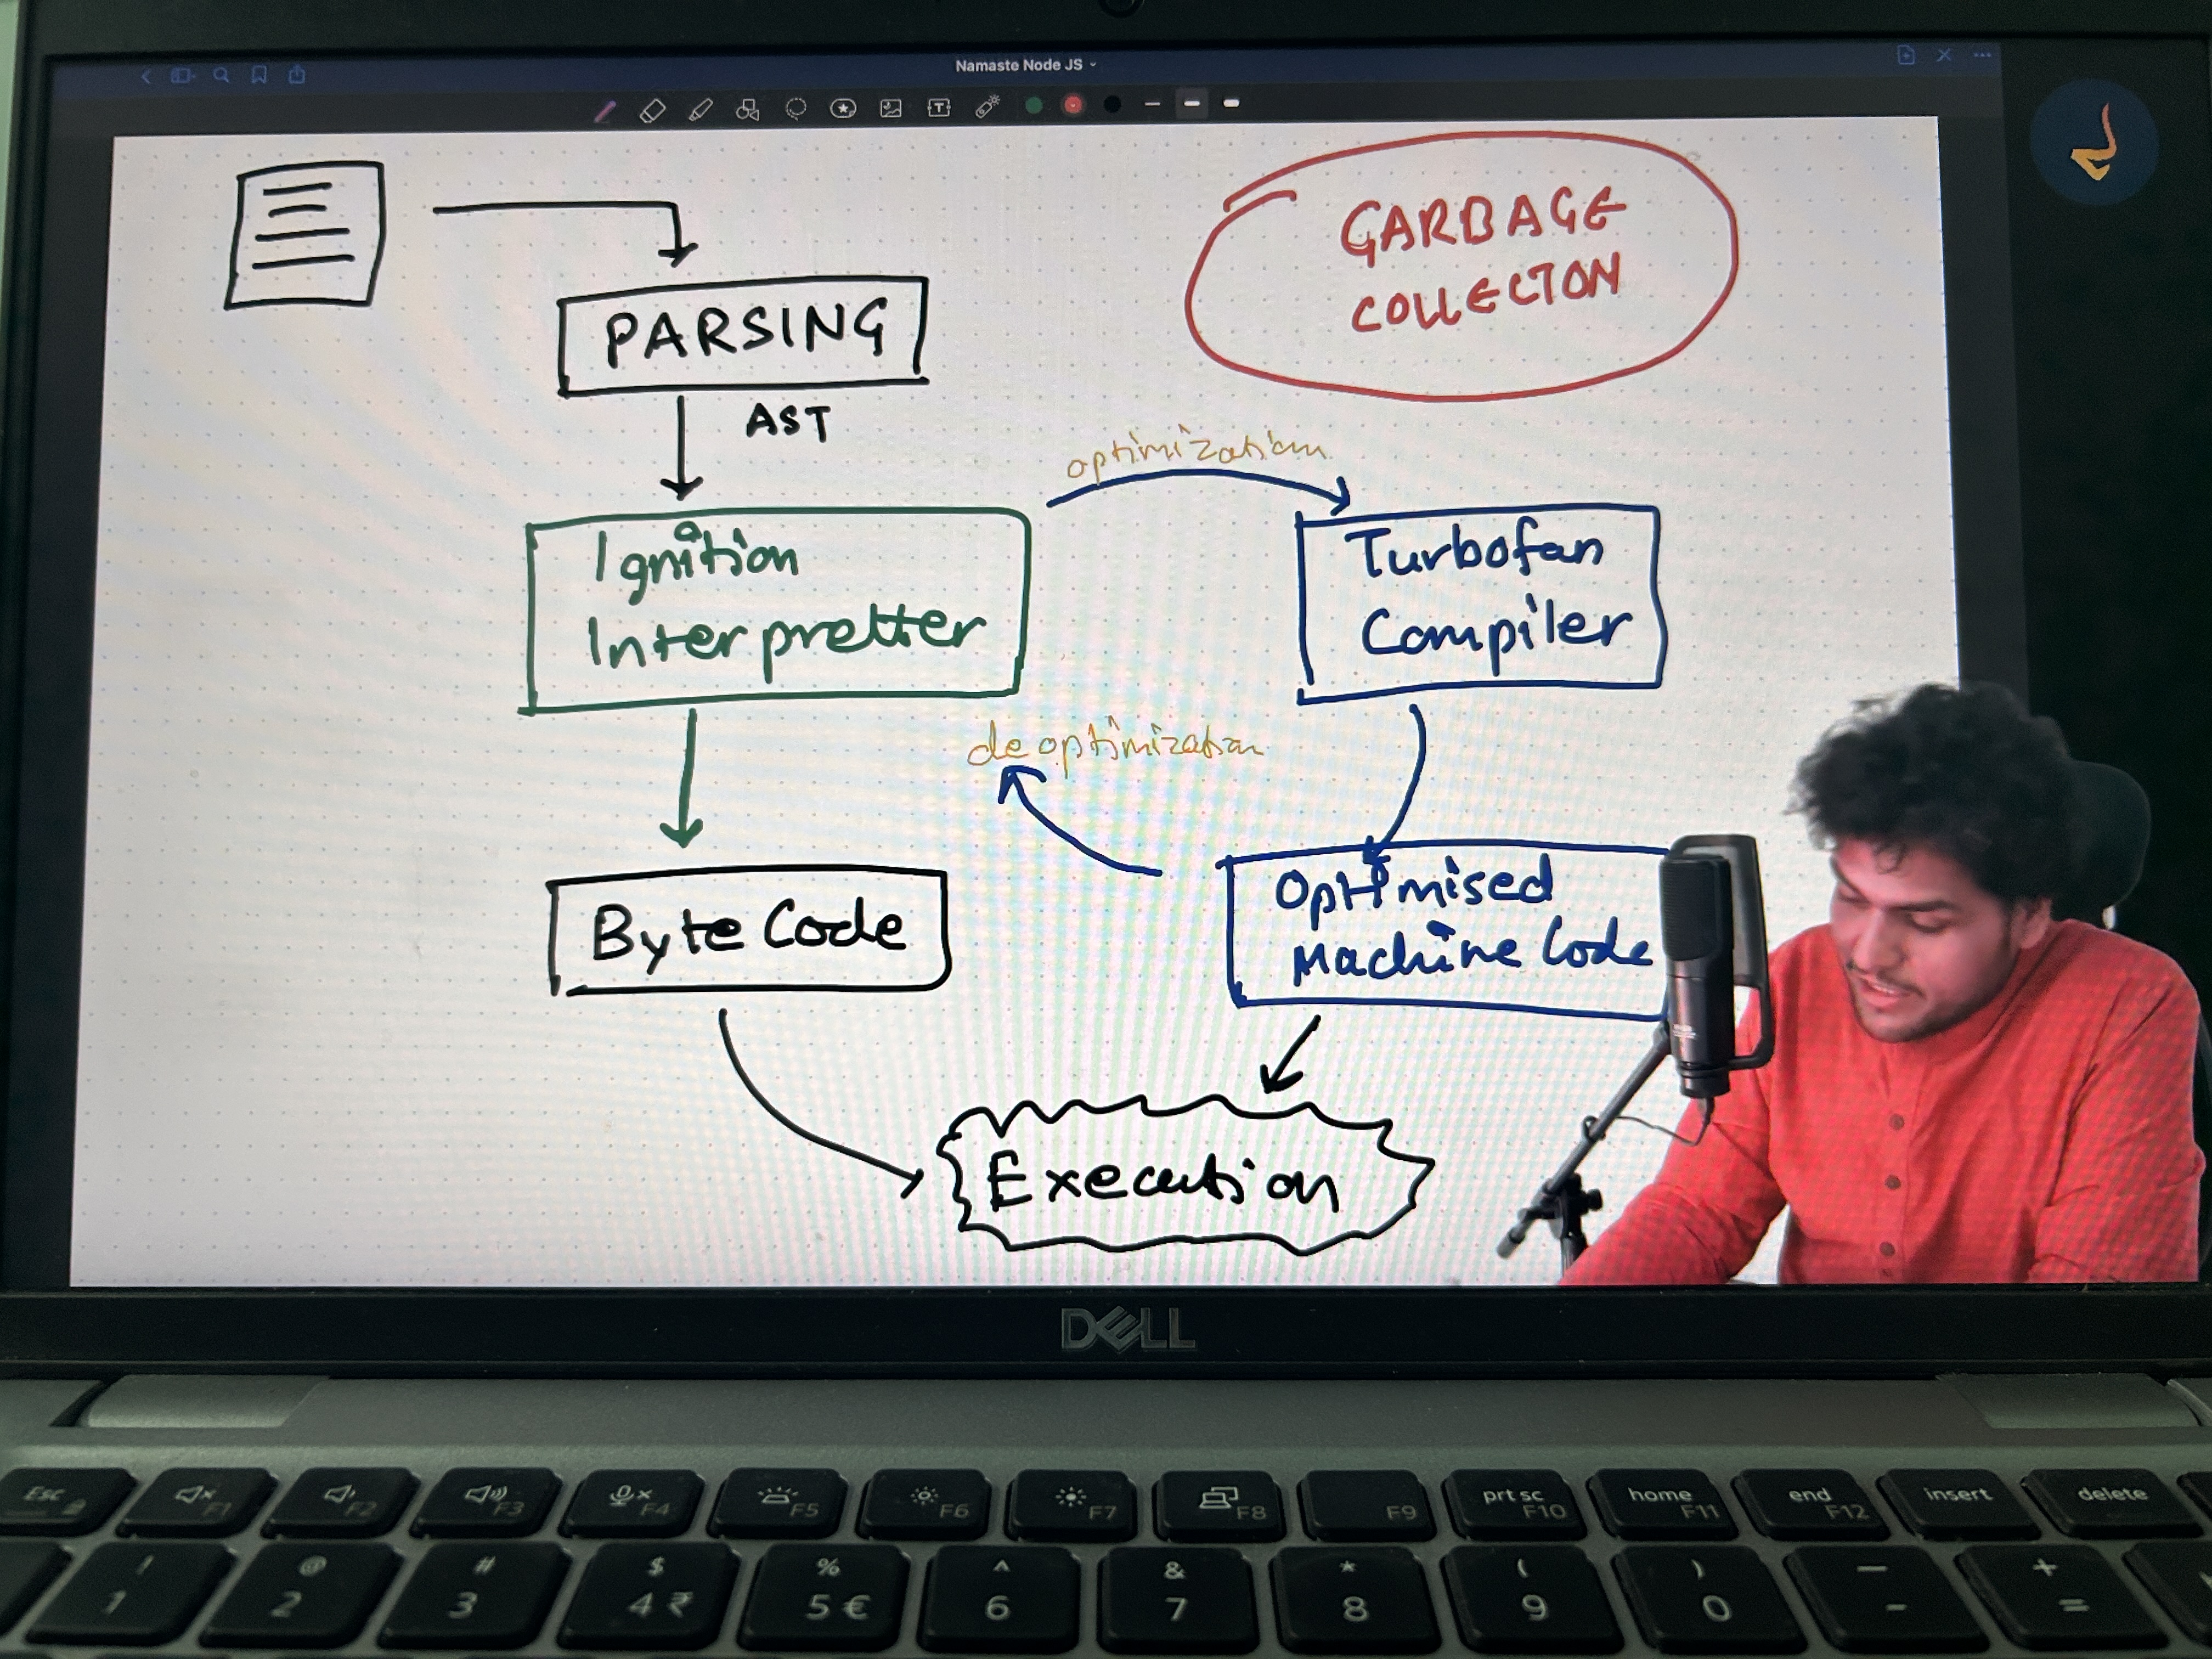 Namaste Node JS
GARBAGE
COLLECTON
PARSING
AST
optimization
Ignition
Interpretter
Turbofan
Compiler
deoptimization
Byte Code
Optimised
Machine Code
Execution
DELL
Esc F1 F2 F3 F4 F5 F6 F7 F8 F9 prt sc F10 home F11 end F12 insert delete
! @ # $ % ^ & * ( ) — +
1 2 3 4 ₹ 5 € 6 7 8 9 0 - =